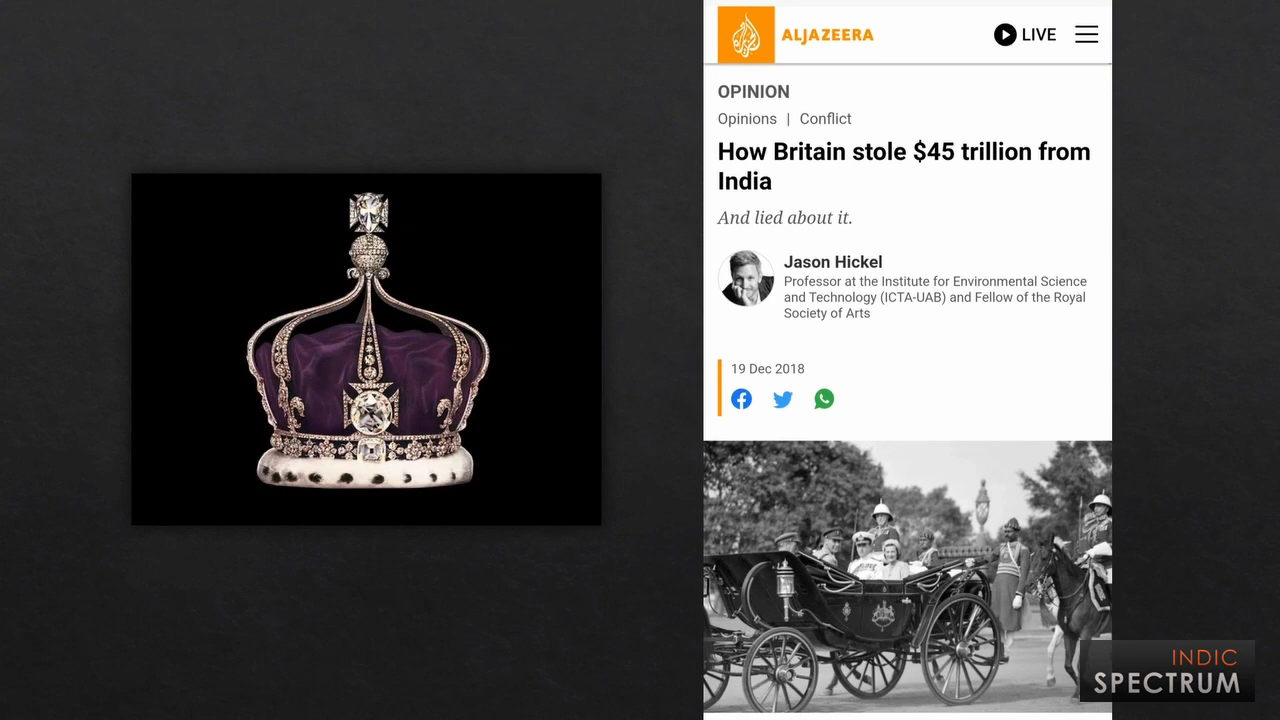 ALJAZEERA
LIVE
OPINION
Opinions | Conflict
How Britain stole $45 trillion from
India
And lied about it.
Jason Hickel
Professor at the Institute for Environmental Science
and Technology (ICTA-UAB) and Fellow of the Royal
Society of Arts
19 Dec 2018
INDIC
SPECTRUM